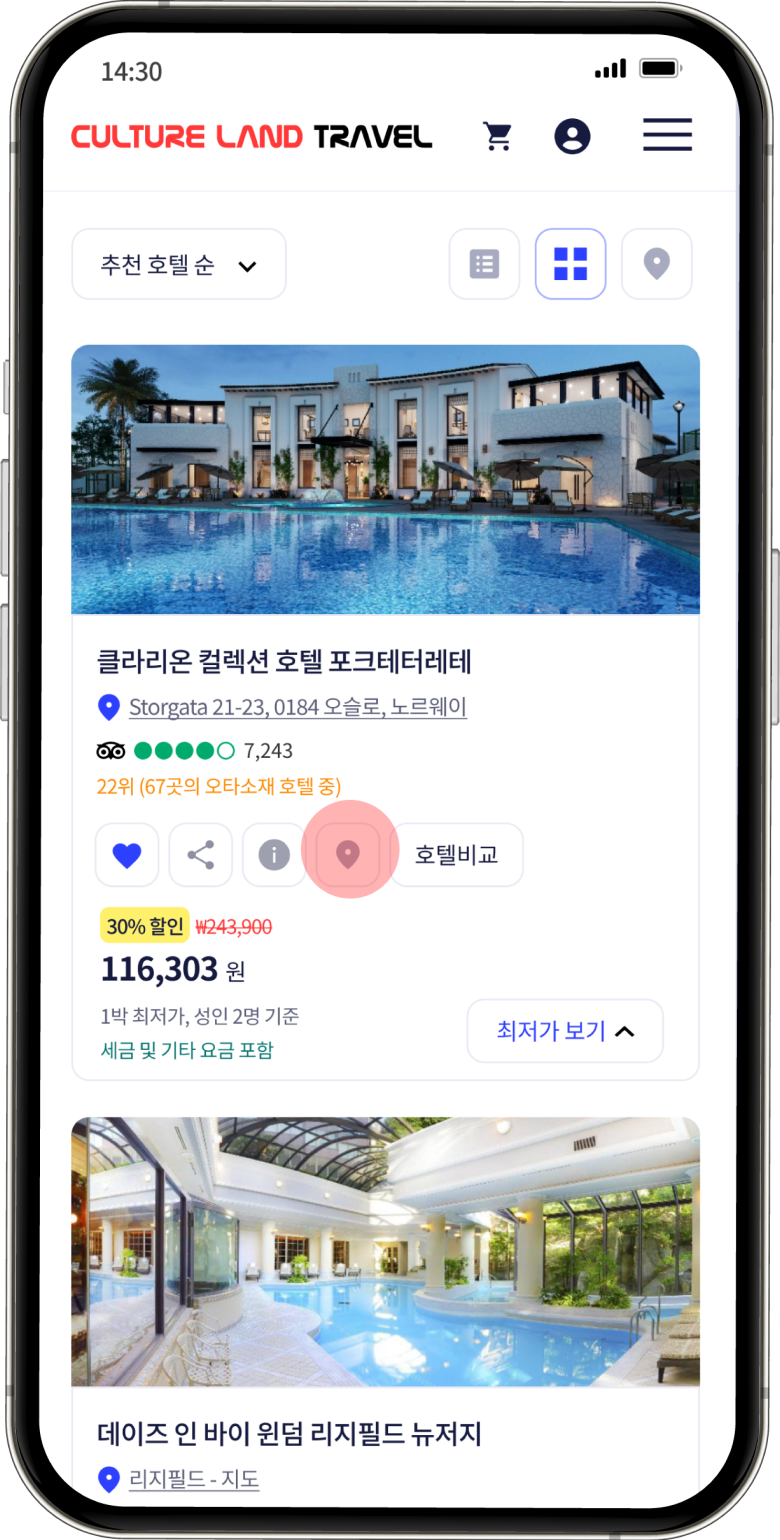 14:30
CULTURE LAND TRAVEL
추천 호텔 순
클라리온 컬렉션 호텔 포크테터레테
Storgata 21-23, 0184 오슬로, 노르웨이
7,243
22위 (67곳의 오타소재 호텔 중)
호텔비교
30% 할인 ₩243,900
116,303 원
1박 최저가, 성인 2명 기준
세금 및 기타 요금 포함
최저가 보기
데이즈 인 바이 윈덤 리지필드 뉴저지
리지필드 - 지도